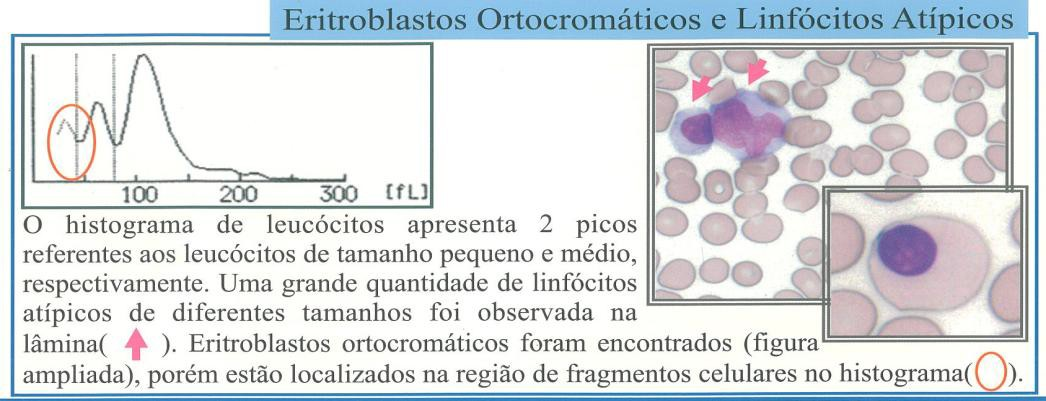 Eritroblastos Ortocromáticos e Linfócitos Atípicos
100 200 300 [fL]
O histograma de leucócitos apresenta 2 picos
referentes aos leucócitos de tamanho pequeno e médio,
respectivamente. Uma grande quantidade de linfócitos
atípicos de diferentes tamanhos foi observada na
lâmina( ). Eritroblastos ortocromáticos foram encontrados (figura
ampliada), porém estão localizados na região de fragmentos celulares no histograma( ).